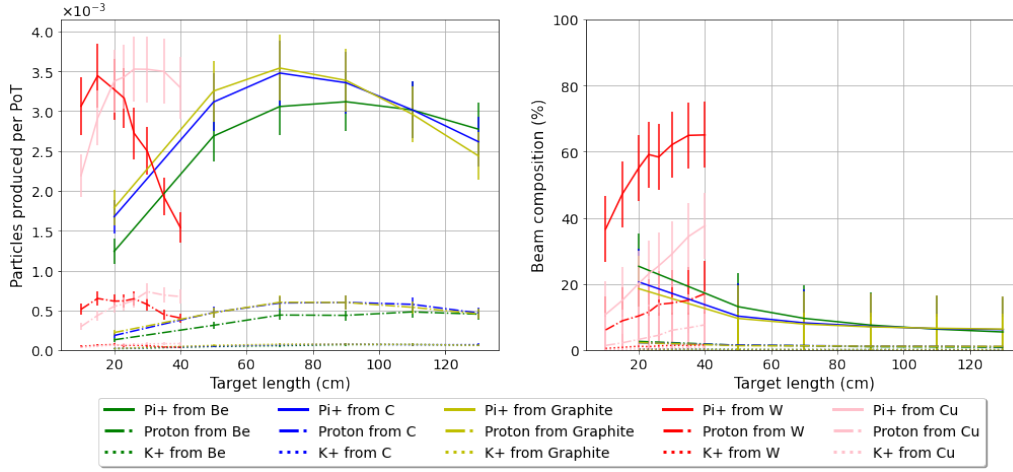 ×10⁻³
4.0
3.5
3.0
2.5
2.0
1.5
1.0
0.5
0.0
20 40 60 80 100 120
Target length (cm)
Particles produced per PoT
100
80
60
40
20
0
20 40 60 80 100 120
Target length (cm)
Beam composition (%)
Pi+ from Be Pi+ from C Pi+ from Graphite Pi+ from W Pi+ from Cu
Proton from Be Proton from C Proton from Graphite Proton from W Proton from Cu
K+ from Be K+ from C K+ from Graphite K+ from W K+ from Cu